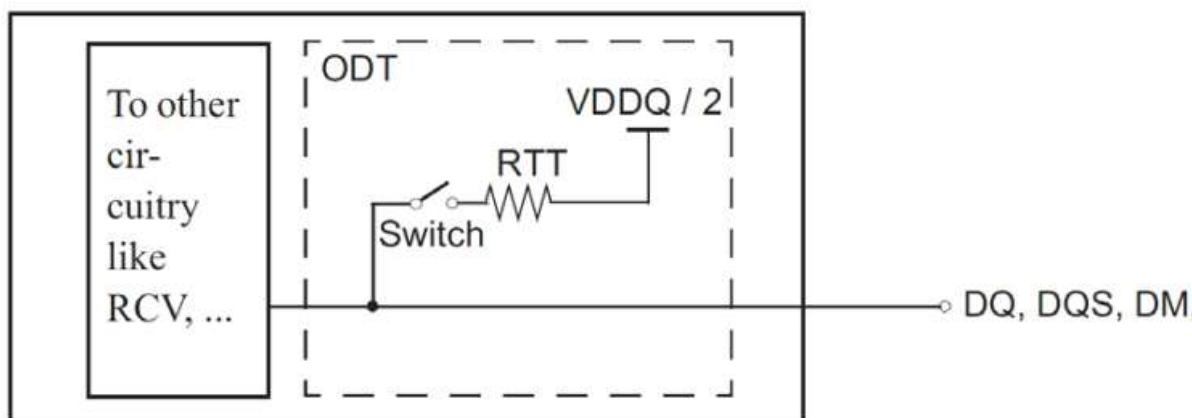 ODT
To other
cir-
cuitry
like
RCV, ...
VDDQ / 2
RTT
Switch
DQ, DQS, DM,